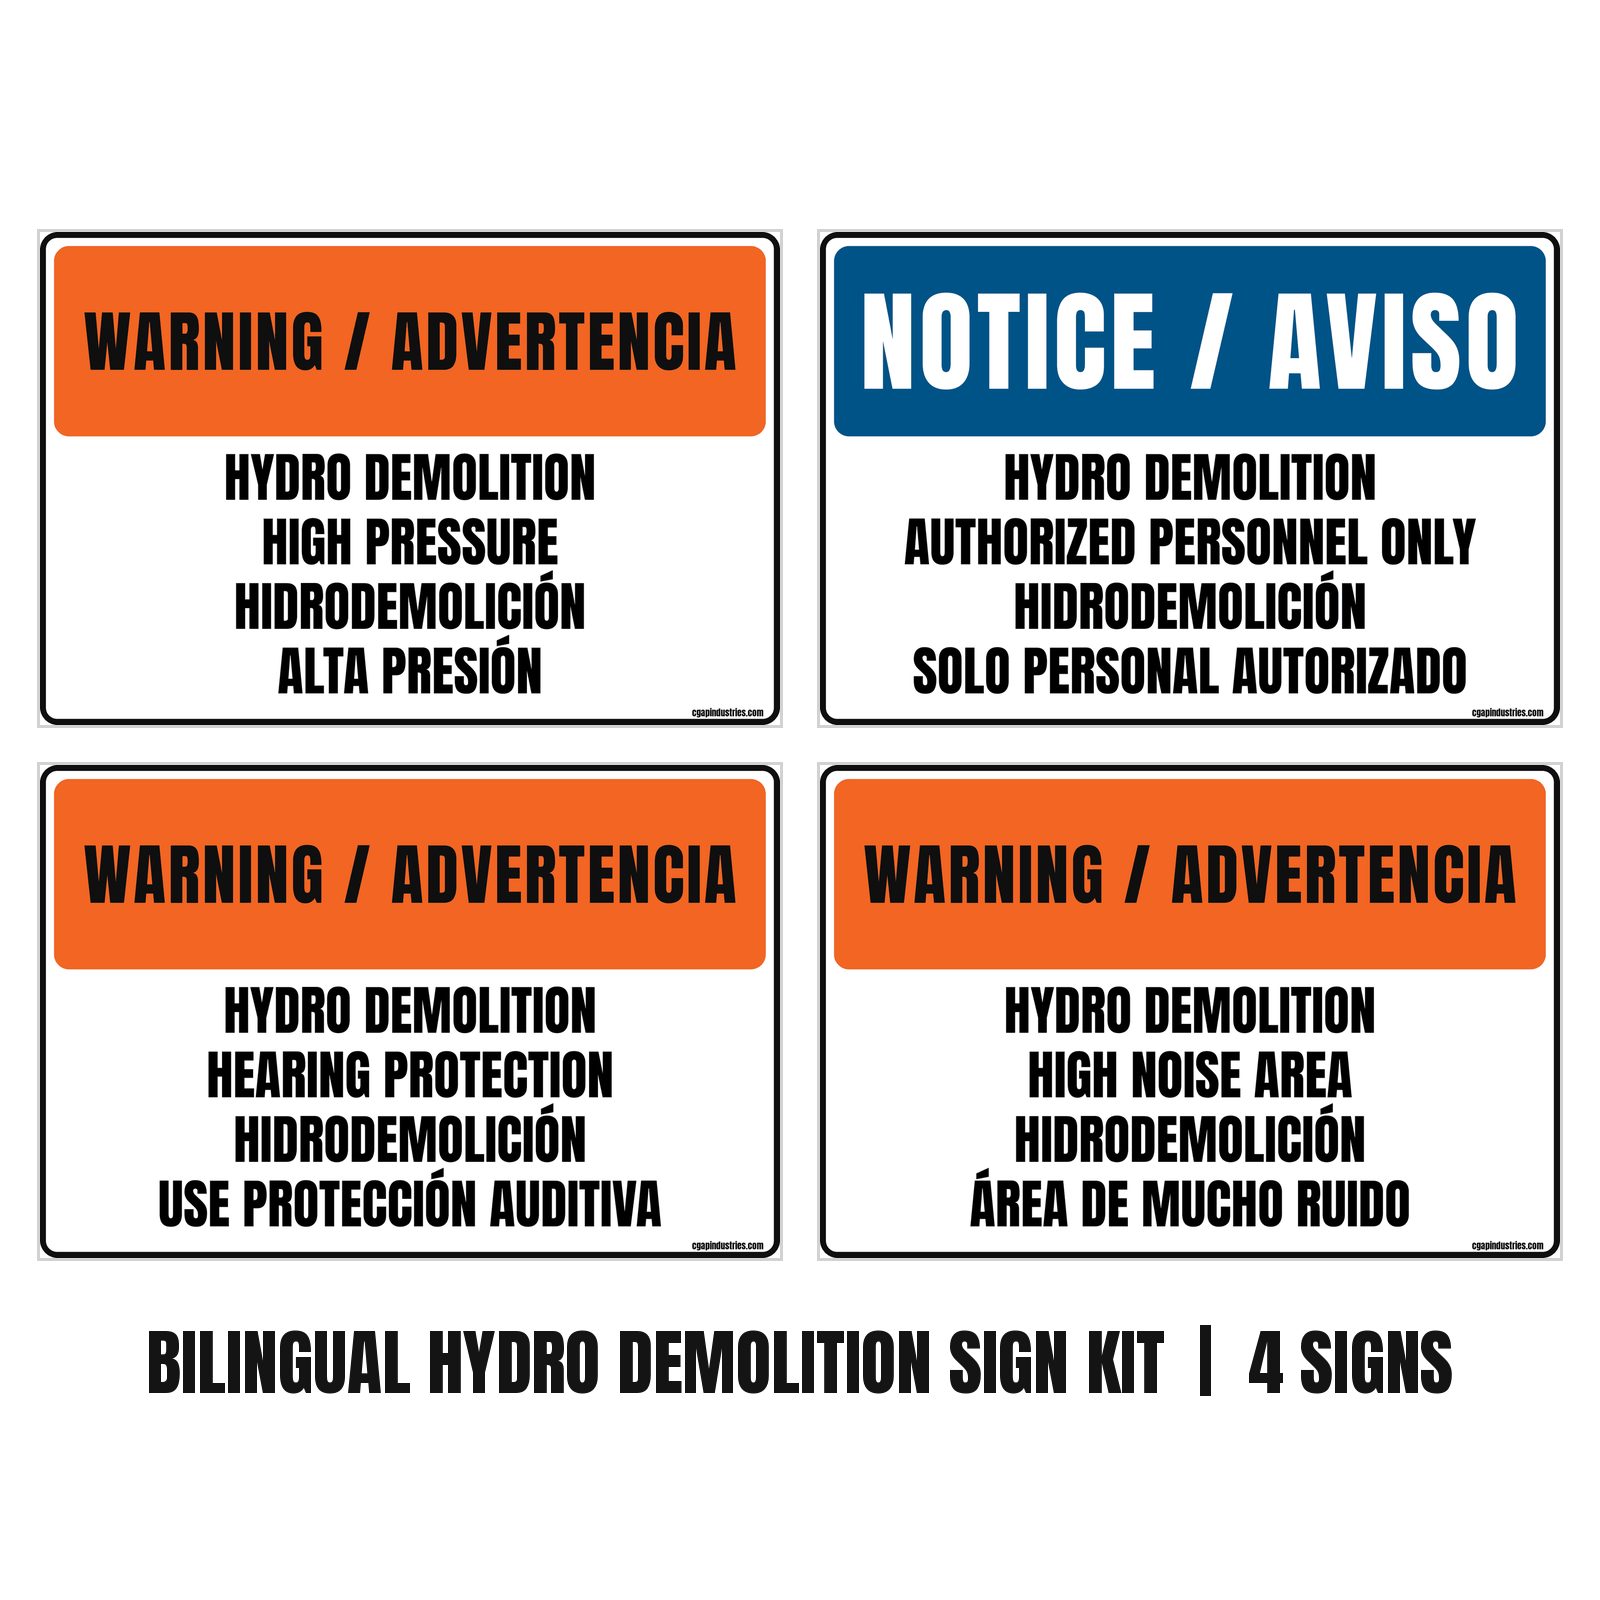 WARNING / ADVERTENCIA
HYDRO DEMOLITION
HIGH PRESSURE
HIDRODEMOLICIÓN
ALTA PRESIÓN
cgapindustries.com
NOTICE / AVISO
HYDRO DEMOLITION
AUTHORIZED PERSONNEL ONLY
HIDRODEMOLICIÓN
SOLO PERSONAL AUTORIZADO
cgapindustries.com
WARNING / ADVERTENCIA
HYDRO DEMOLITION
HEARING PROTECTION
HIDRODEMOLICIÓN
USE PROTECCIÓN AUDITIVA
cgapindustries.com
WARNING / ADVERTENCIA
HYDRO DEMOLITION
HIGH NOISE AREA
HIDRODEMOLICIÓN
ÁREA DE MUCHO RUIDO
cgapindustries.com
BILINGUAL HYDRO DEMOLITION SIGN KIT | 4 SIGNS